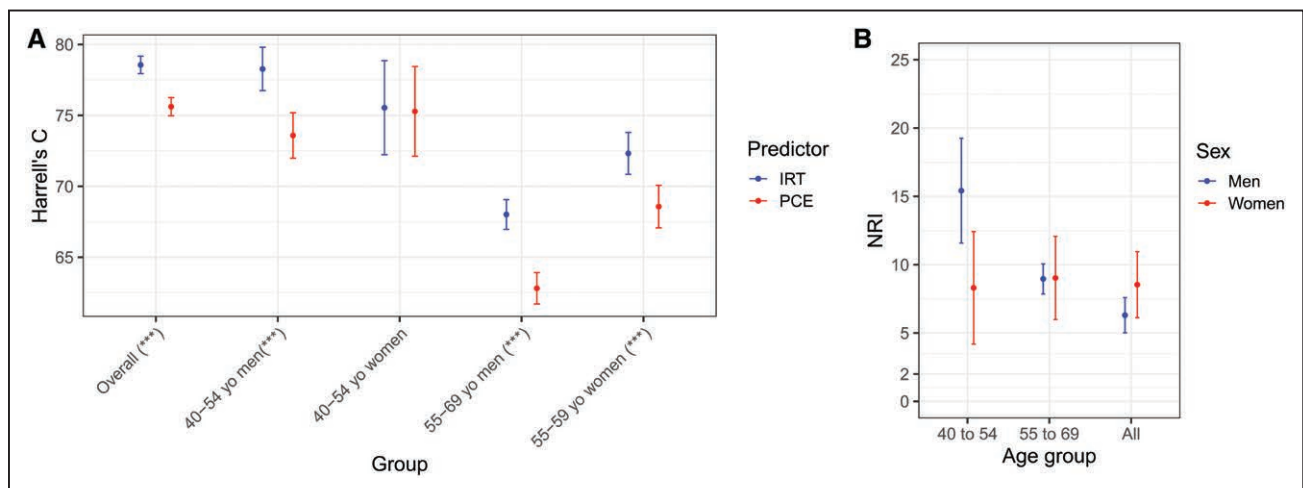 A
80
75
70
65
Harrell's C
Overall (***)
40–54 yo men(***)
40–54 yo women
55–69 yo men (***)
55–59 yo women (***)
Group
Predictor
IRT
PCE
B
25
20
15
10
5
2
0
NRI
40 to 54
55 to 69
All
Age group
Sex
Men
Women